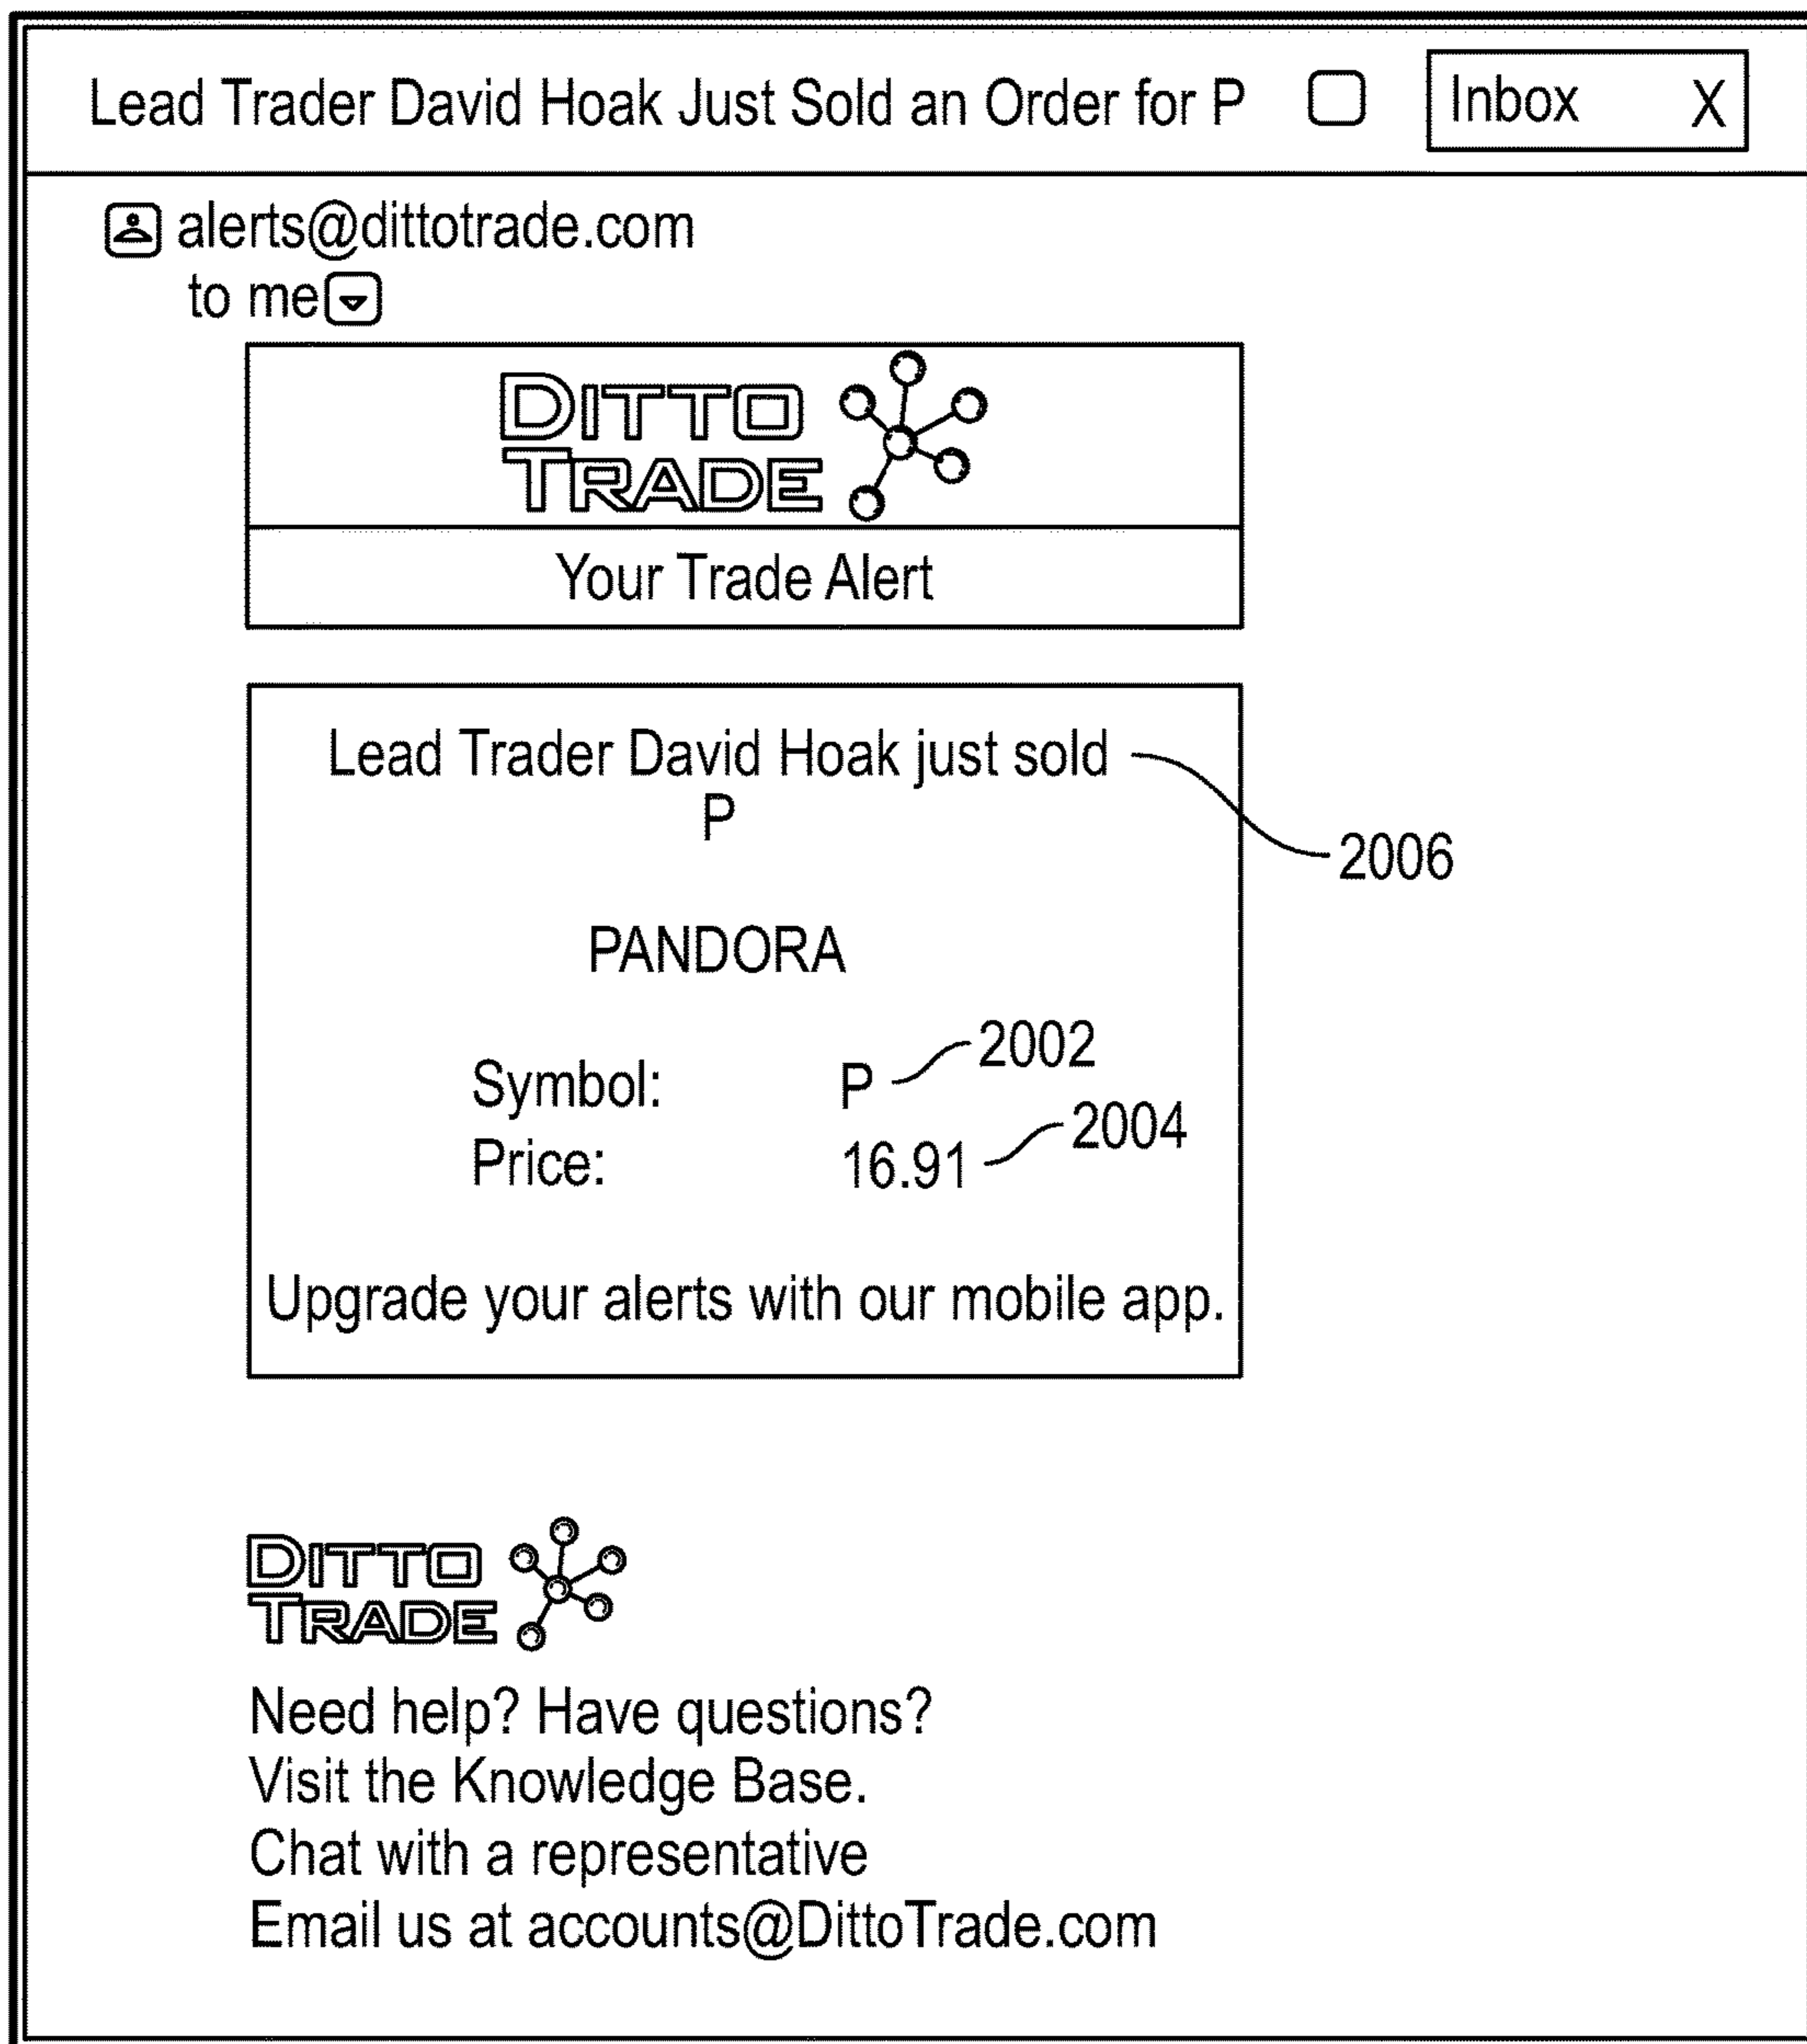 Lead Trader David Hoak Just Sold an Order for P Inbox X
alerts@dittotrade.com
to me
DITTO
TRADE
Your Trade Alert
Lead Trader David Hoak just sold
P
2006
PANDORA
2002
Symbol: P
2004
Price: 16.91
Upgrade your alerts with our mobile app.
DITTO
TRADE
Need help? Have questions?
Visit the Knowledge Base.
Chat with a representative
Email us at accounts@DittoTrade.com